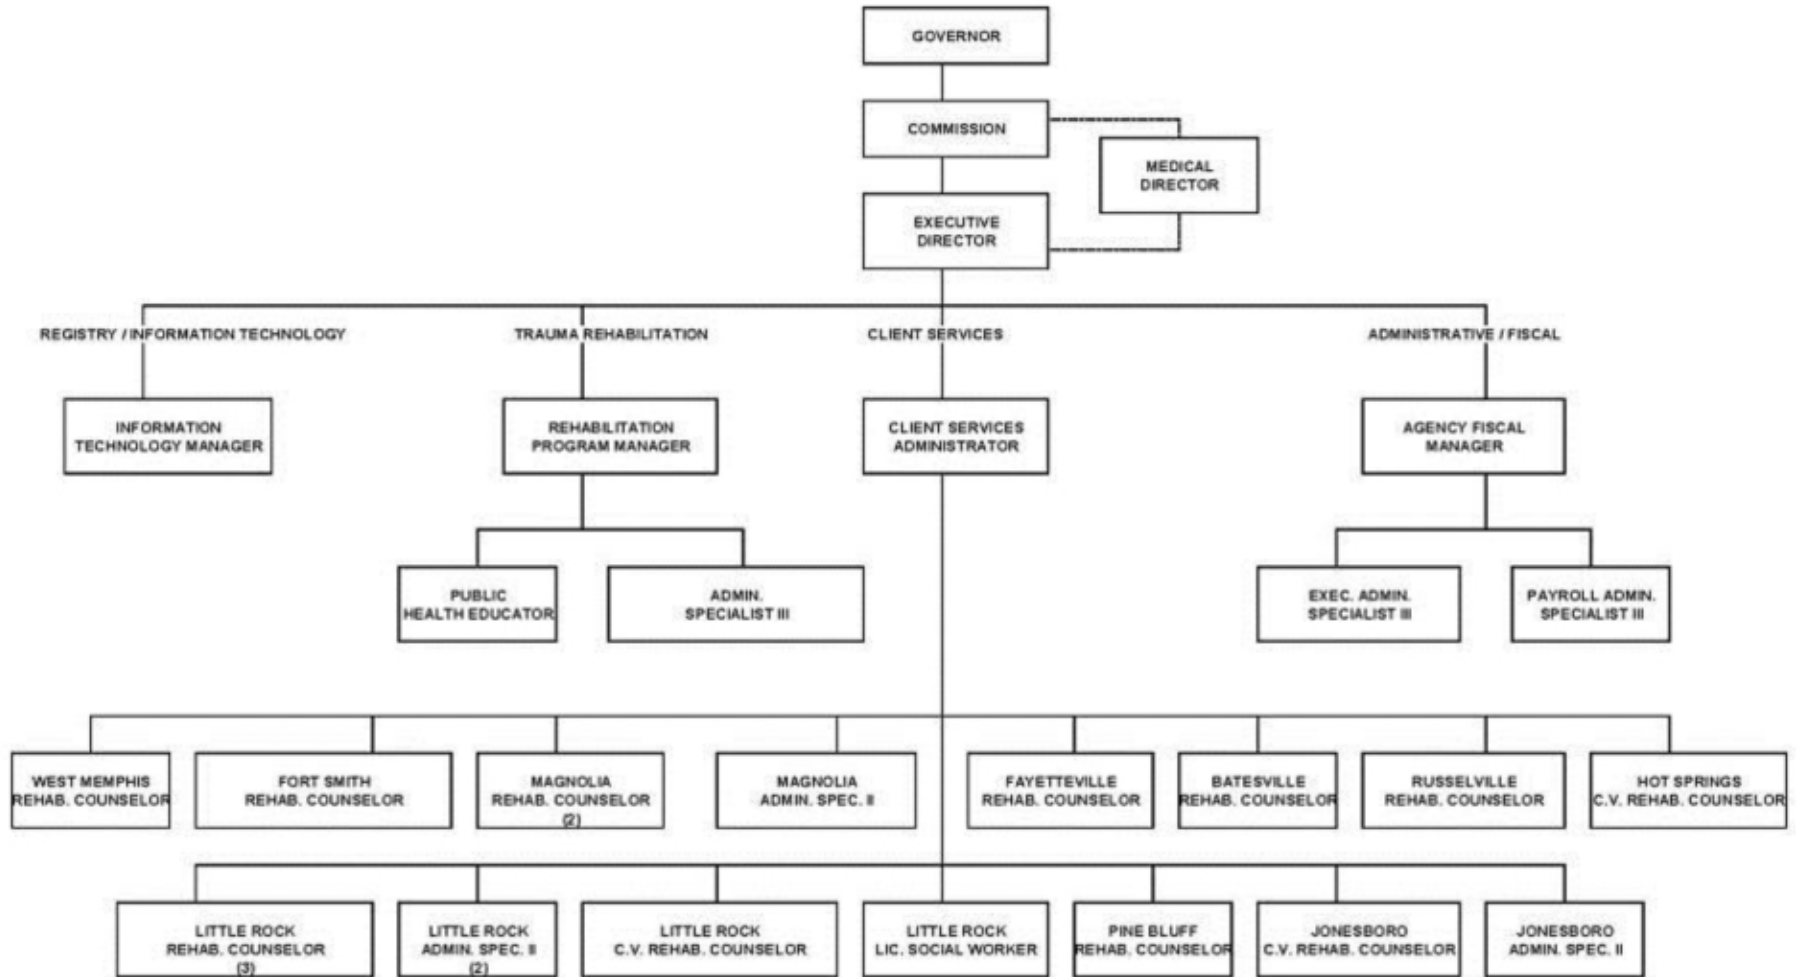 GOVERNOR
COMMISSION
MEDICAL
DIRECTOR
EXECUTIVE
DIRECTOR
REGISTRY / INFORMATION TECHNOLOGY
TRAUMA REHABILITATION
CLIENT SERVICES
ADMINISTRATIVE / FISCAL
INFORMATION
TECHNOLOGY MANAGER
REHABILITATION
PROGRAM MANAGER
CLIENT SERVICES
ADMINISTRATOR
AGENCY FISCAL
MANAGER
PUBLIC
HEALTH EDUCATOR
ADMIN.
SPECIALIST III
EXEC. ADMIN.
SPECIALIST III
PAYROLL ADMIN.
SPECIALIST III
WEST MEMPHIS
REHAB. COUNSELOR
FORT SMITH
REHAB. COUNSELOR
MAGNOLIA
REHAB. COUNSELOR
(2)
MAGNOLIA
ADMIN. SPEC. II
FAYETTEVILLE
REHAB. COUNSELOR
BATESVILLE
REHAB. COUNSELOR
RUSSELVILLE
REHAB. COUNSELOR
HOT SPRINGS
C.V. REHAB. COUNSELOR
LITTLE ROCK
REHAB. COUNSELOR
(3)
LITTLE ROCK
ADMIN. SPEC. II
(2)
LITTLE ROCK
C.V. REHAB. COUNSELOR
LITTLE ROCK
LIC. SOCIAL WORKER
PINE BLUFF
REHAB. COUNSELOR
JONESBORO
C.V. REHAB. COUNSELOR
JONESBORO
ADMIN. SPEC. II